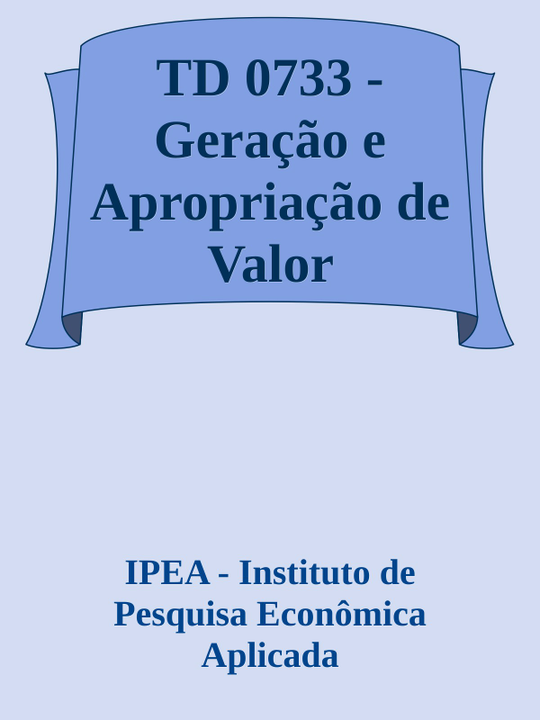 TD 0733 -
Geração e
Apropriação de
Valor
IPEA - Instituto de
Pesquisa Econômica
Aplicada